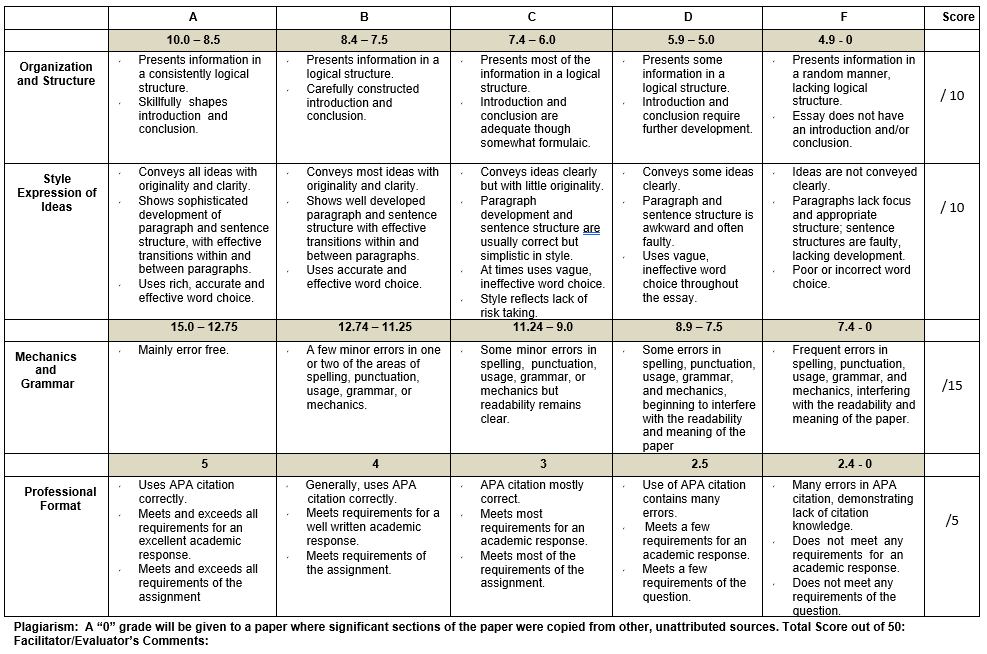 A B C D F Score
10.0 – 8.5 8.4 – 7.5 7.4 – 6.0 5.9 – 5.0 4.9 - 0
Organization and Structure
· Presents information in
a consistently logical
structure.
· Skillfully shapes
introduction and
conclusion.
· Presents information in a
logical structure.
· Carefully constructed
introduction and
conclusion.
· Presents most of the
information in a logical
structure.
· Introduction and
conclusion are
adequate though
somewhat formulaic.
· Presents some
information in a
logical structure.
· Introduction and
conclusion require
further development.
· Presents information in
a random manner,
lacking logical
structure.
· Essay does not have
an introduction and/or
conclusion.
/ 10
Style
Expression of
Ideas
· Conveys all ideas with
originality and clarity.
· Shows sophisticated
development of
paragraph and sentence
structure, with effective
transitions within and
between paragraphs.
· Uses rich, accurate and
effective word choice.
· Conveys most ideas with
originality and clarity.
· Shows well developed
paragraph and sentence
structure with effective
transitions within and
between paragraphs.
· Uses accurate and
effective word choice.
· Conveys ideas clearly
but with little originality.
· Paragraph
development and
sentence structure are
usually correct but
simplistic in style.
· At times uses vague,
ineffective word choice.
· Style reflects lack of
risk taking.
· Conveys some ideas
clearly.
· Paragraph and
sentence structure is
awkward and often
faulty.
· Uses vague,
ineffective word
choice throughout
the essay.
· Ideas are not conveyed
clearly.
· Paragraphs lack focus
and appropriate
structure; sentence
structures are faulty,
lacking development.
· Poor or incorrect word
choice.
/ 10
15.0 – 12.75 12.74 – 11.25 11.24 – 9.0 8.9 – 7.5 7.4 - 0
Mechanics
and
Grammar
· Mainly error free.
· A few minor errors in one
or two of the areas of
spelling, punctuation,
usage, grammar, or
mechanics.
· Some minor errors in
spelling, punctuation,
usage, grammar, or
mechanics but
readability remains
clear.
· Some errors in
spelling, punctuation,
usage, grammar,
and mechanics,
beginning to interfere
with the readability
and meaning of the
paper
· Frequent errors in
spelling, punctuation,
usage, grammar, and
mechanics, interfering
with the readability and
meaning of the paper.
/15
5 4 3 2.5 2.4 - 0
Professional
Format
· Uses APA citation
correctly.
· Meets and exceeds all
requirements for an
excellent academic
response.
· Meets and exceeds all
requirements of the
assignment
· Generally, uses APA
citation correctly.
· Meets requirements for a
well written academic
response.
· Meets requirements of
the assignment.
· APA citation mostly
correct.
· Meets most
requirements for an
academic response.
· Meets most of the
requirements of the
assignment.
· Use of APA citation
contains many
errors.
· Meets a few
requirements for an
academic response.
· Meets a few
requirements of the
question.
· Many errors in APA
citation, demonstrating
lack of citation
knowledge.
· Does not meet any
requirements for an
academic response.
· Does not meet any
requirements of the
question.
/5
Plagiarism: A “0” grade will be given to a paper where significant sections of the paper were copied from other, unattributed sources. Total Score out of 50:
Facilitator/Evaluator’s Comments: